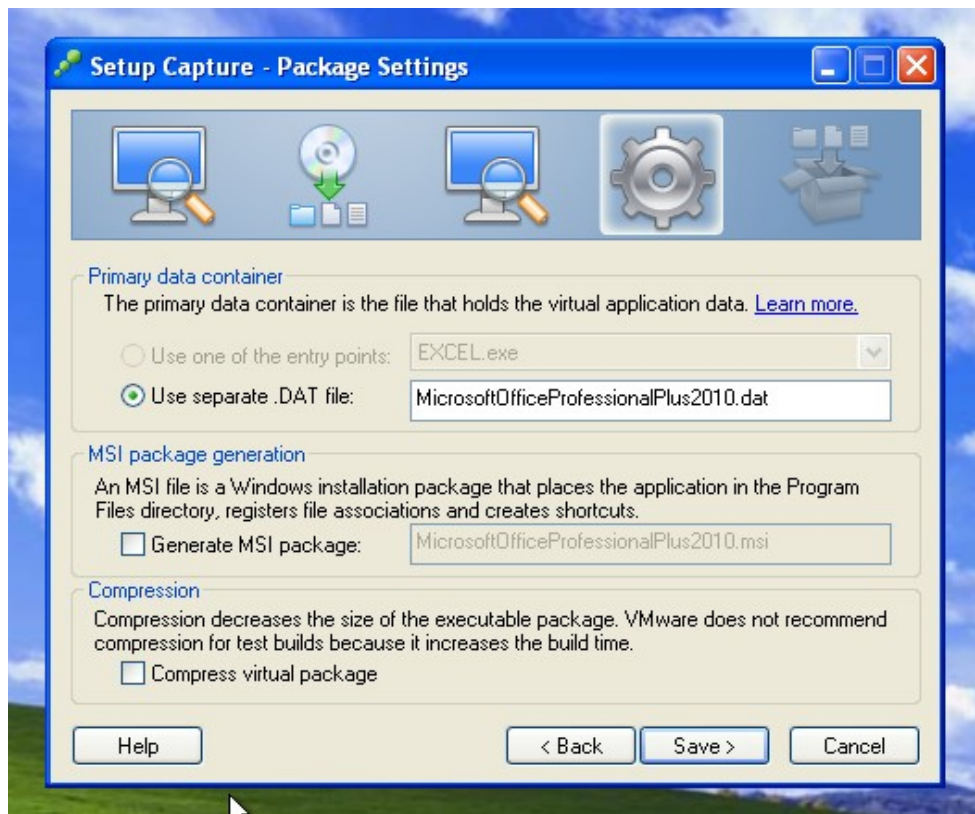 Setup Capture - Package Settings
Primary data container
The primary data container is the file that holds the virtual application data. Learn more.
Use one of the entry points: EXCEL.exe
Use separate .DAT file: MicrosoftOfficeProfessionalPlus2010.dat
MSI package generation
An MSI file is a Windows installation package that places the application in the Program
Files directory, registers file associations and creates shortcuts.
Generate MSI package: MicrosoftOfficeProfessionalPlus2010.msi
Compression
Compression decreases the size of the executable package. VMware does not recommend
compression for test builds because it increases the build time.
Compress virtual package
Help < Back Save > Cancel